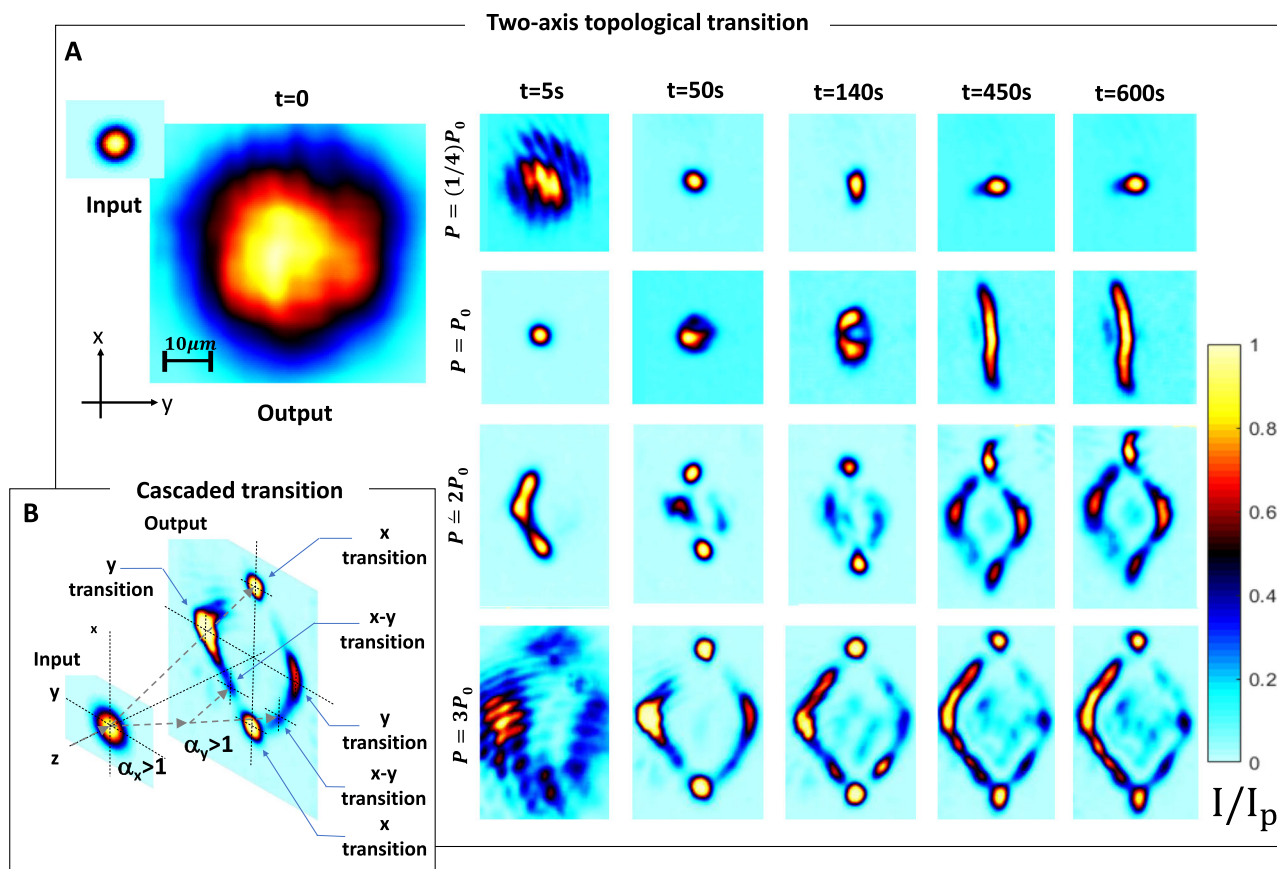 Two-axis topological transition
A
t=0
Input
10μm
x
y
Output
t=5s
t=50s
t=140s
t=450s
t=600s
P = (1/4)P₀
P = P₀
P = 2P₀
P = 3P₀
1
0.8
0.6
0.4
0.2
0
I/Iₚ
Cascaded transition
B
Output
x
transition
y
transition
x-y
transition
x
Input
y
z
αₓ>1
α_y>1
y
transition
x-y
transition
x
transition